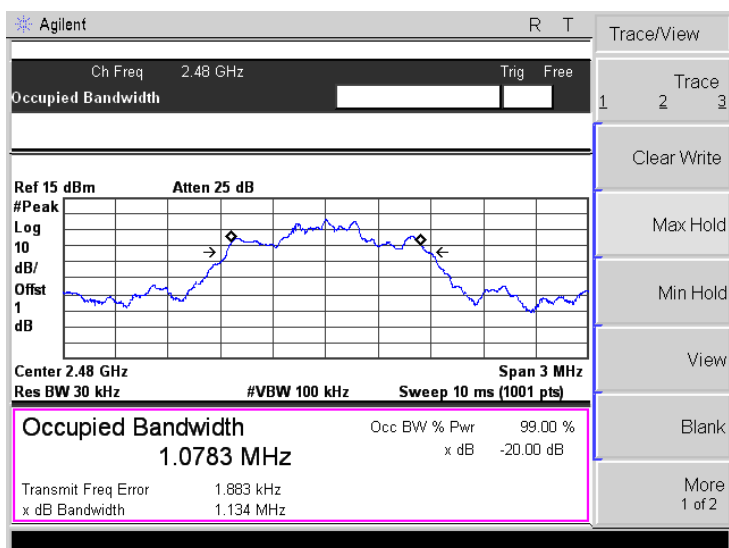 Agilent R T
Ch Freq 2.48 GHz Trig Free
Occupied Bandwidth
Ref 15 dBm Atten 25 dB
#Peak
Log
10
dB/
Offst
1
dB
Center 2.48 GHz Span 3 MHz
Res BW 30 kHz #VBW 100 kHz Sweep 10 ms (1001 pts)
Occupied Bandwidth
1.0783 MHz
Occ BW % Pwr 99.00 %
x dB -20.00 dB
Transmit Freq Error 1.883 kHz
x dB Bandwidth 1.134 MHz
Trace/View
Trace
1 2 3
Clear Write
Max Hold
Min Hold
View
Blank
More
1 of 2